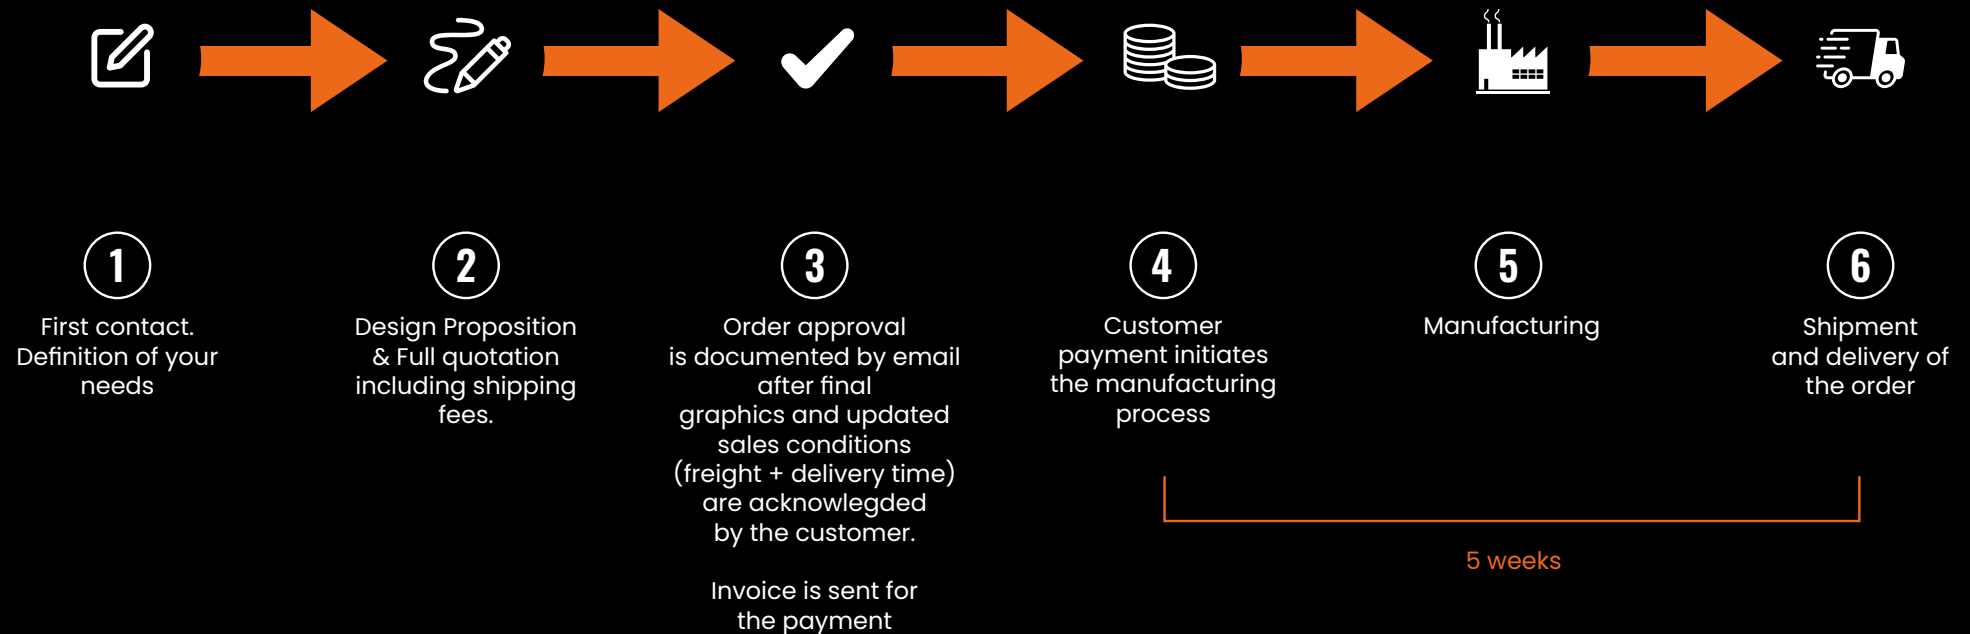 1
First contact.
Definition of your
needs
2
Design Proposition
& Full quotation
including shipping
fees.
3
Order approval
is documented by email
after final
graphics and updated
sales conditions
(freight + delivery time)
are acknowlegded
by the customer.
Invoice is sent for
the payment
4
Customer
payment initiates
the manufacturing
process
5
Manufacturing
6
Shipment
and delivery of
the order
5 weeks